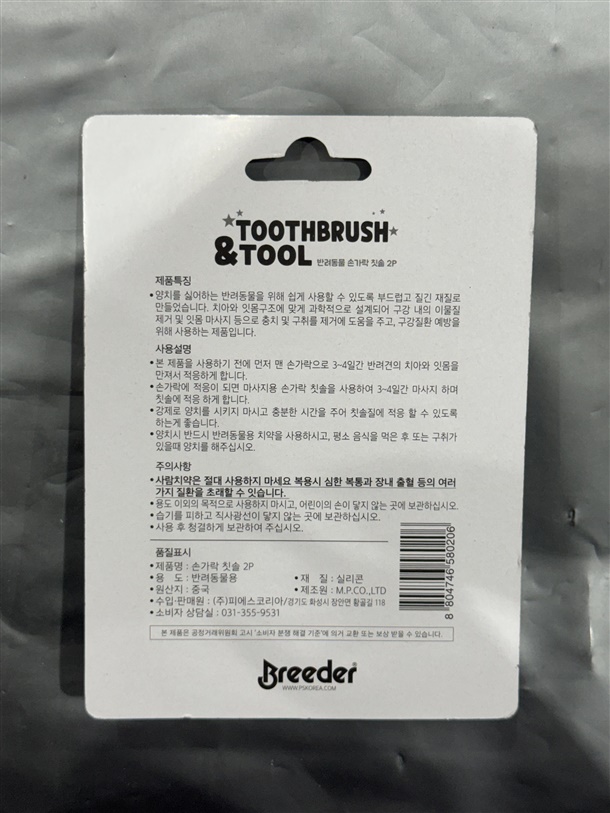 TOOTHBRUSH
&TOOL 반려동물 손가락 칫솔 2P
제품특징
• 양치를 싫어하는 반려동물을 위해 쉽게 사용할 수 있도록 부드럽고 질긴 재질로
만들었습니다. 치아와 잇몸구조에 맞게 과학적으로 설계되어 구강 내의 이물질
제거 및 잇몸 마사지 등으로 충치 및 구취를 제거에 도움을 주고, 구강질환 예방을
위해 사용하는 제품입니다.
사용설명
• 본 제품을 사용하기 전에 먼저 맨 손가락으로 3~4일간 반려견의 치아와 잇몸을
만져서 적응하게 합니다.
• 손가락에 적응이 되면 마사지용 손가락 칫솔을 사용하여 3~4일간 마사지 하며
칫솔에 적응 하게 합니다.
• 강제로 양치를 시키지 마시고 충분한 시간을 주어 칫솔질에 적응 할 수 있도록
하는게 좋습니다.
• 양치시 반드시 반려동물용 치약을 사용하시고, 평소 음식을 먹은 후 또는 구취가
있을때 양치를 해주십시오.
주의사항
• 사람치약은 절대 사용하지 마세요 복용시 심한 복통과 장내 출혈 등의 여러
가지 질환을 초래할 수 잇습니다.
• 용도 이외의 목적으로 사용하지 마시고, 어린이의 손이 닿지 않는 곳에 보관하십시오.
• 습기를 피하고 직사광선이 닿지 않는 곳에 보관하십시오.
• 사용 후 청결하게 보관하여 주십시오.
품질표시
• 제품명 : 손가락 칫솔 2P
• 용 도 : 반려동물용 • 재 질 : 실리콘
• 원산지 : 중국 • 제조원 : M.P.CO.,LTD
• 수입·판매원 : (주)피에스코리아/경기도 화성시 장안면 황골길 118
• 소비자 상담실 : 031-355-9531
8 804746 580206
본 제품은 공정거래위원회 고시 '소비자 분쟁 해결 기준'에 의거 교환 또는 보상 받을 수 있습니다.
Breeder®
WWW.PSKOREA.COM